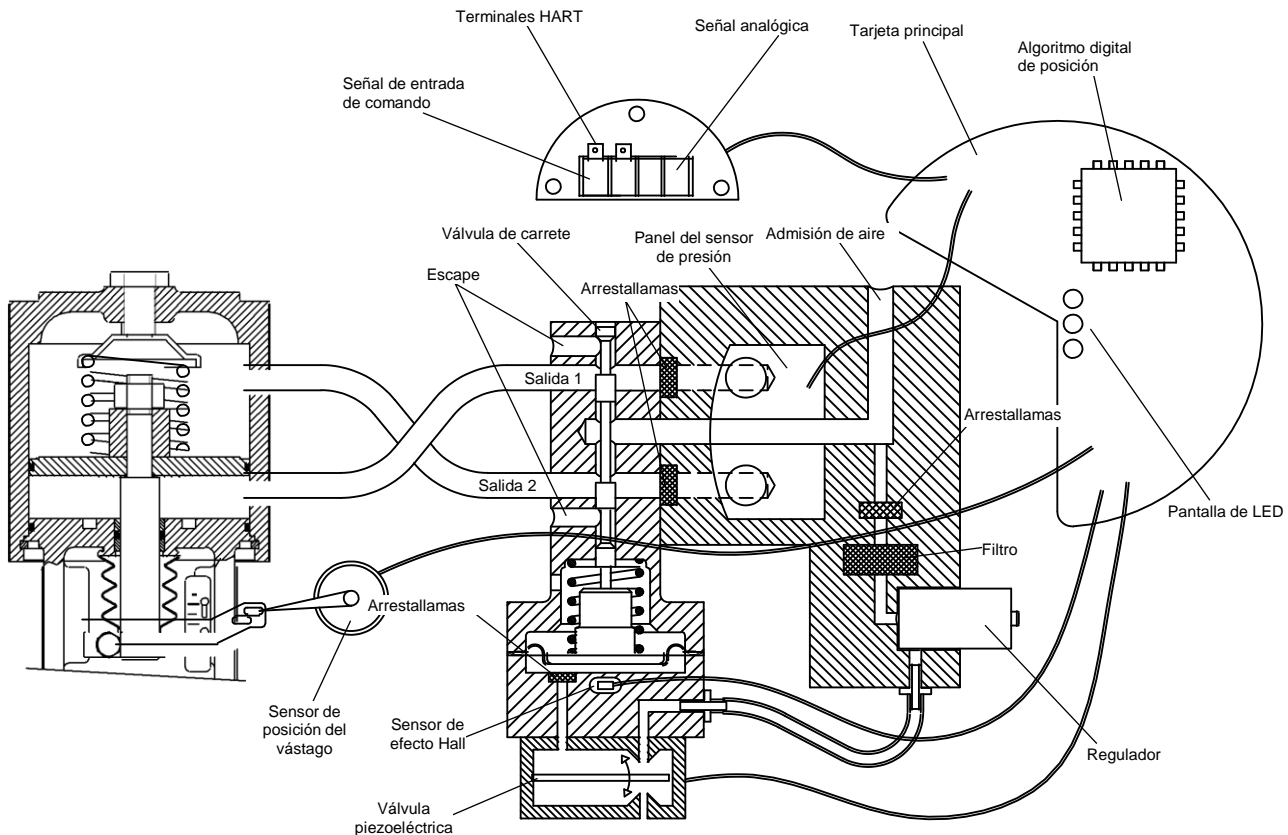 Terminales HART
Señal analógica
Tarjeta principal
Algoritmo digital
de posición
Señal de entrada
de comando
Válvula de carrete
Panel del sensor
de presión
Admisión de aire
Escape
Arrestallamas
Salida 1
Arrestallamas
Salida 2
Pantalla de LED
Filtro
Arrestallamas
Sensor de
posición del
vástago
Sensor de
efecto Hall
Regulador
Válvula
piezoeléctrica